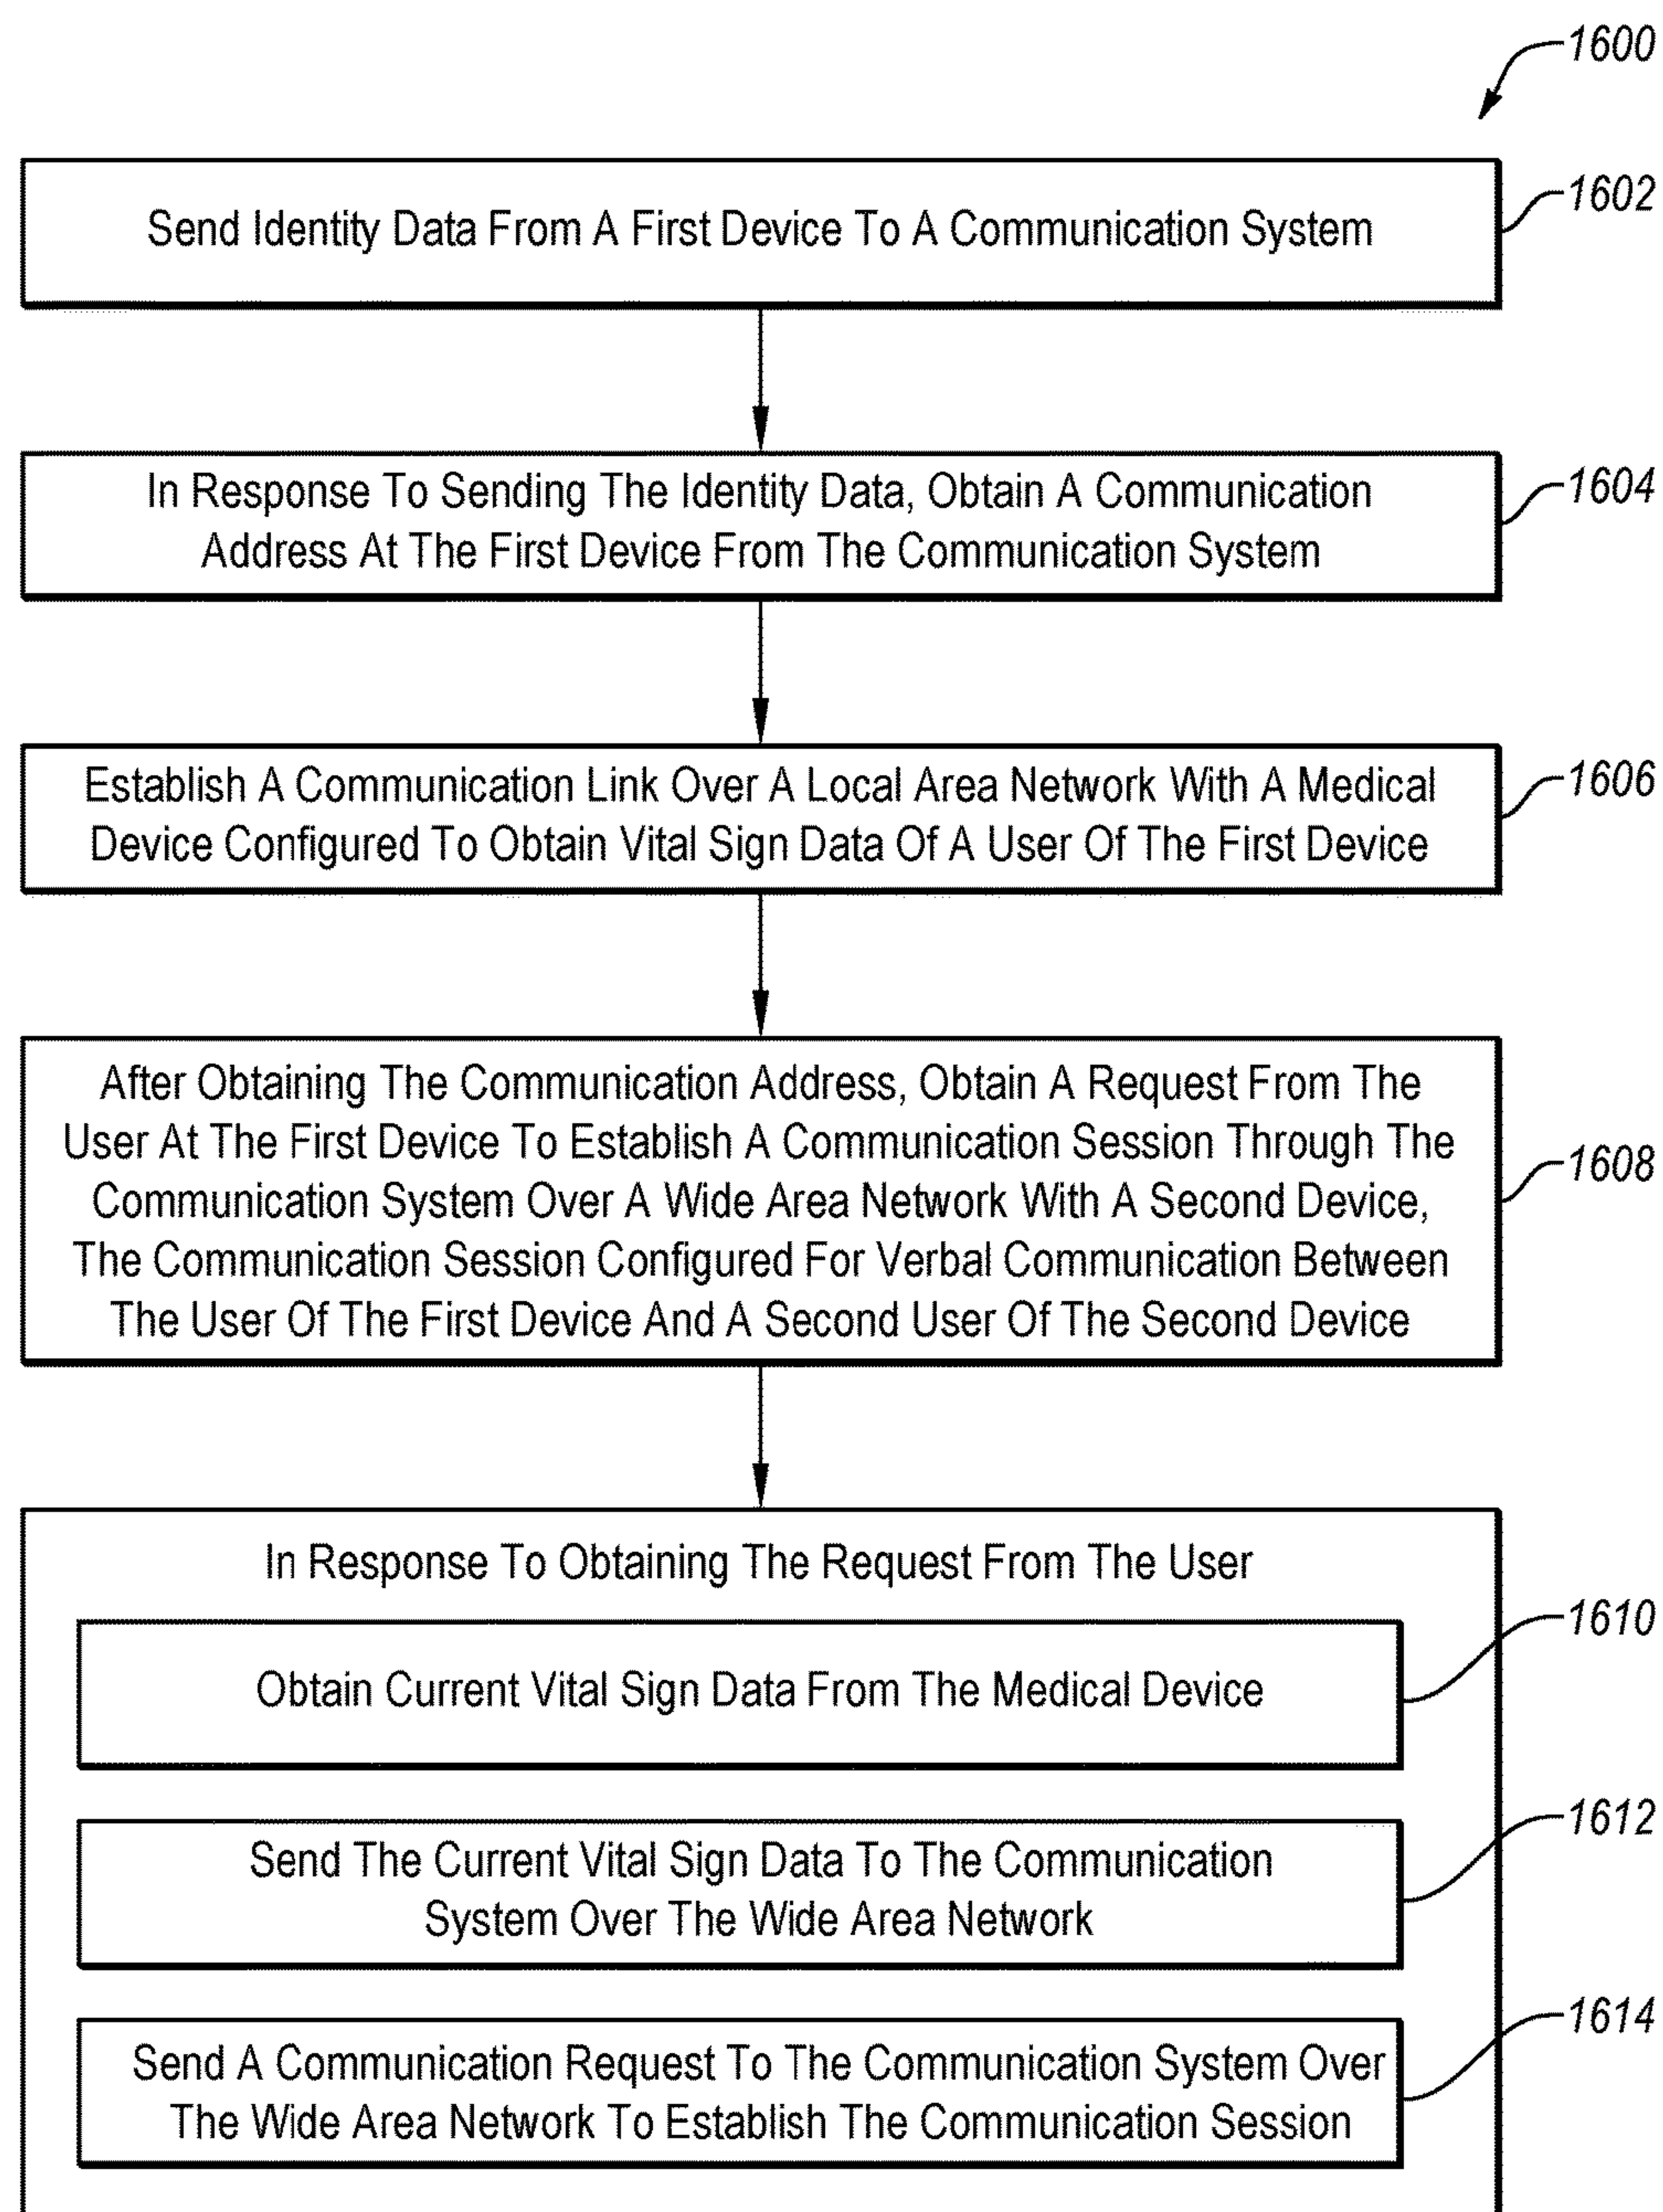 1600
Send Identity Data From A First Device To A Communication System
1602
In Response To Sending The Identity Data, Obtain A Communication
Address At The First Device From The Communication System
1604
Establish A Communication Link Over A Local Area Network With A Medical
Device Configured To Obtain Vital Sign Data Of A User Of The First Device
1606
After Obtaining The Communication Address, Obtain A Request From The
User At The First Device To Establish A Communication Session Through The
Communication System Over A Wide Area Network With A Second Device,
The Communication Session Configured For Verbal Communication Between
The User Of The First Device And A Second User Of The Second Device
1608
In Response To Obtaining The Request From The User
Obtain Current Vital Sign Data From The Medical Device
1610
Send The Current Vital Sign Data To The Communication
System Over The Wide Area Network
1612
Send A Communication Request To The Communication System Over
The Wide Area Network To Establish The Communication Session
1614